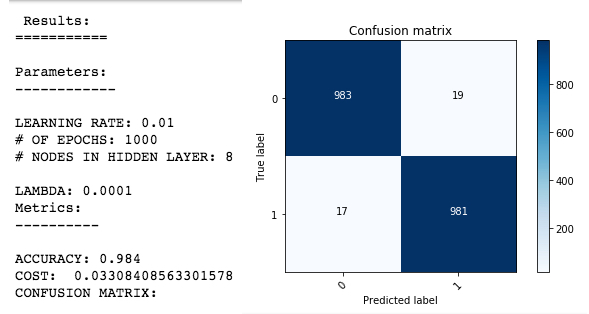 Results:
===========
Parameters:
------------
LEARNING RATE: 0.01
# OF EPOCHS: 1000
# NODES IN HIDDEN LAYER: 8
LAMBDA: 0.0001
Metrics:
----------
ACCURACY: 0.984
COST:  0.03308408563301578
CONFUSION MATRIX:
Confusion matrix
True label
0
983
19
1
17
981
0
1
Predicted label
800
600
400
200